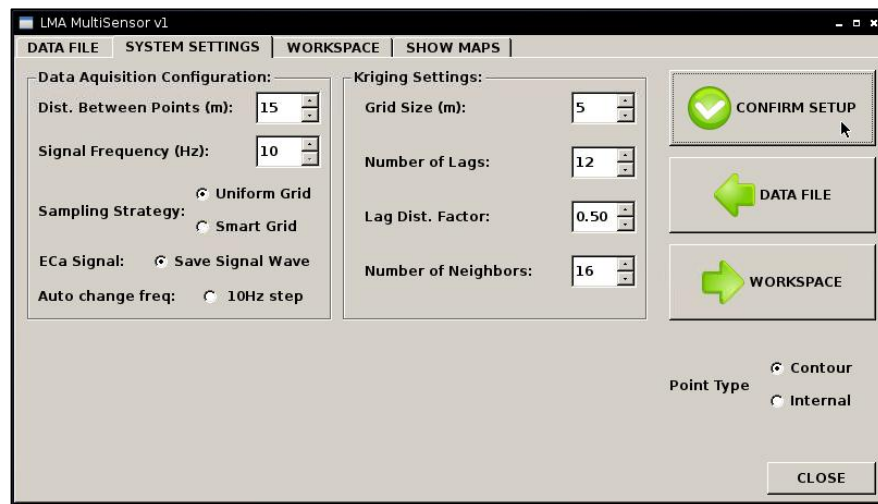 LMA MultiSensor v1
DATA FILE SYSTEM SETTINGS WORKSPACE SHOW MAPS
Data Aquisition Configuration:
Dist. Between Points (m): 15
Signal Frequency (Hz): 10
Sampling Strategy:
Uniform Grid
Smart Grid
ECa Signal: Save Signal Wave
Auto change freq: 10Hz step
Kriging Settings:
Grid Size (m): 5
Number of Lags: 12
Lag Dist. Factor: 0.50
Number of Neighbors: 16
CONFIRM SETUP
DATA FILE
WORKSPACE
Point Type
Contour
Internal
CLOSE